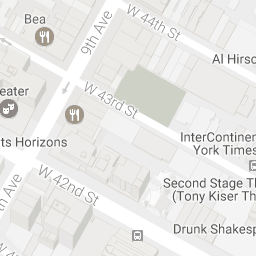 Bea
9th Ave
W 44th St
Al Hirsc
W 43rd St
eater
ts Horizons
InterContinen
York Times
Second Stage Th
(Tony Kiser Th
W 42nd St
th Ave
Drunk Shakesp